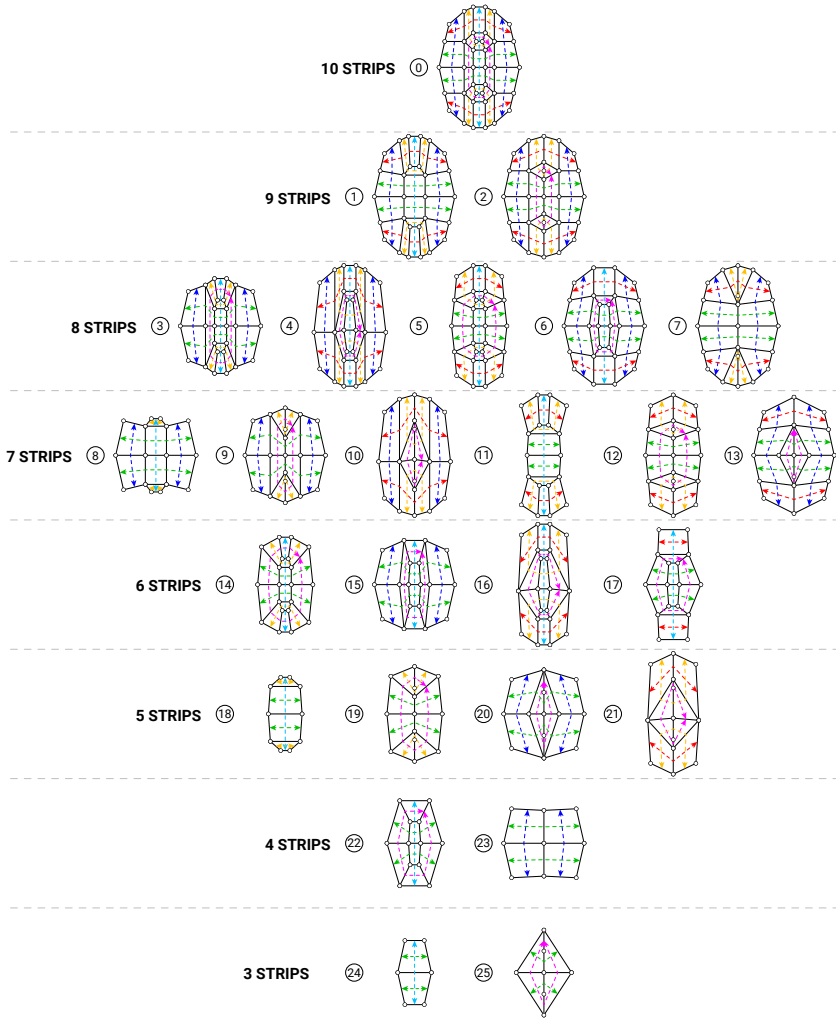 10 STRIPS 0
9 STRIPS 1 2
8 STRIPS 3 4 5 6 7
7 STRIPS 8 9 10 11 12 13
6 STRIPS 14 15 16 17
5 STRIPS 18 19 20 21
4 STRIPS 22 23
3 STRIPS 24 25